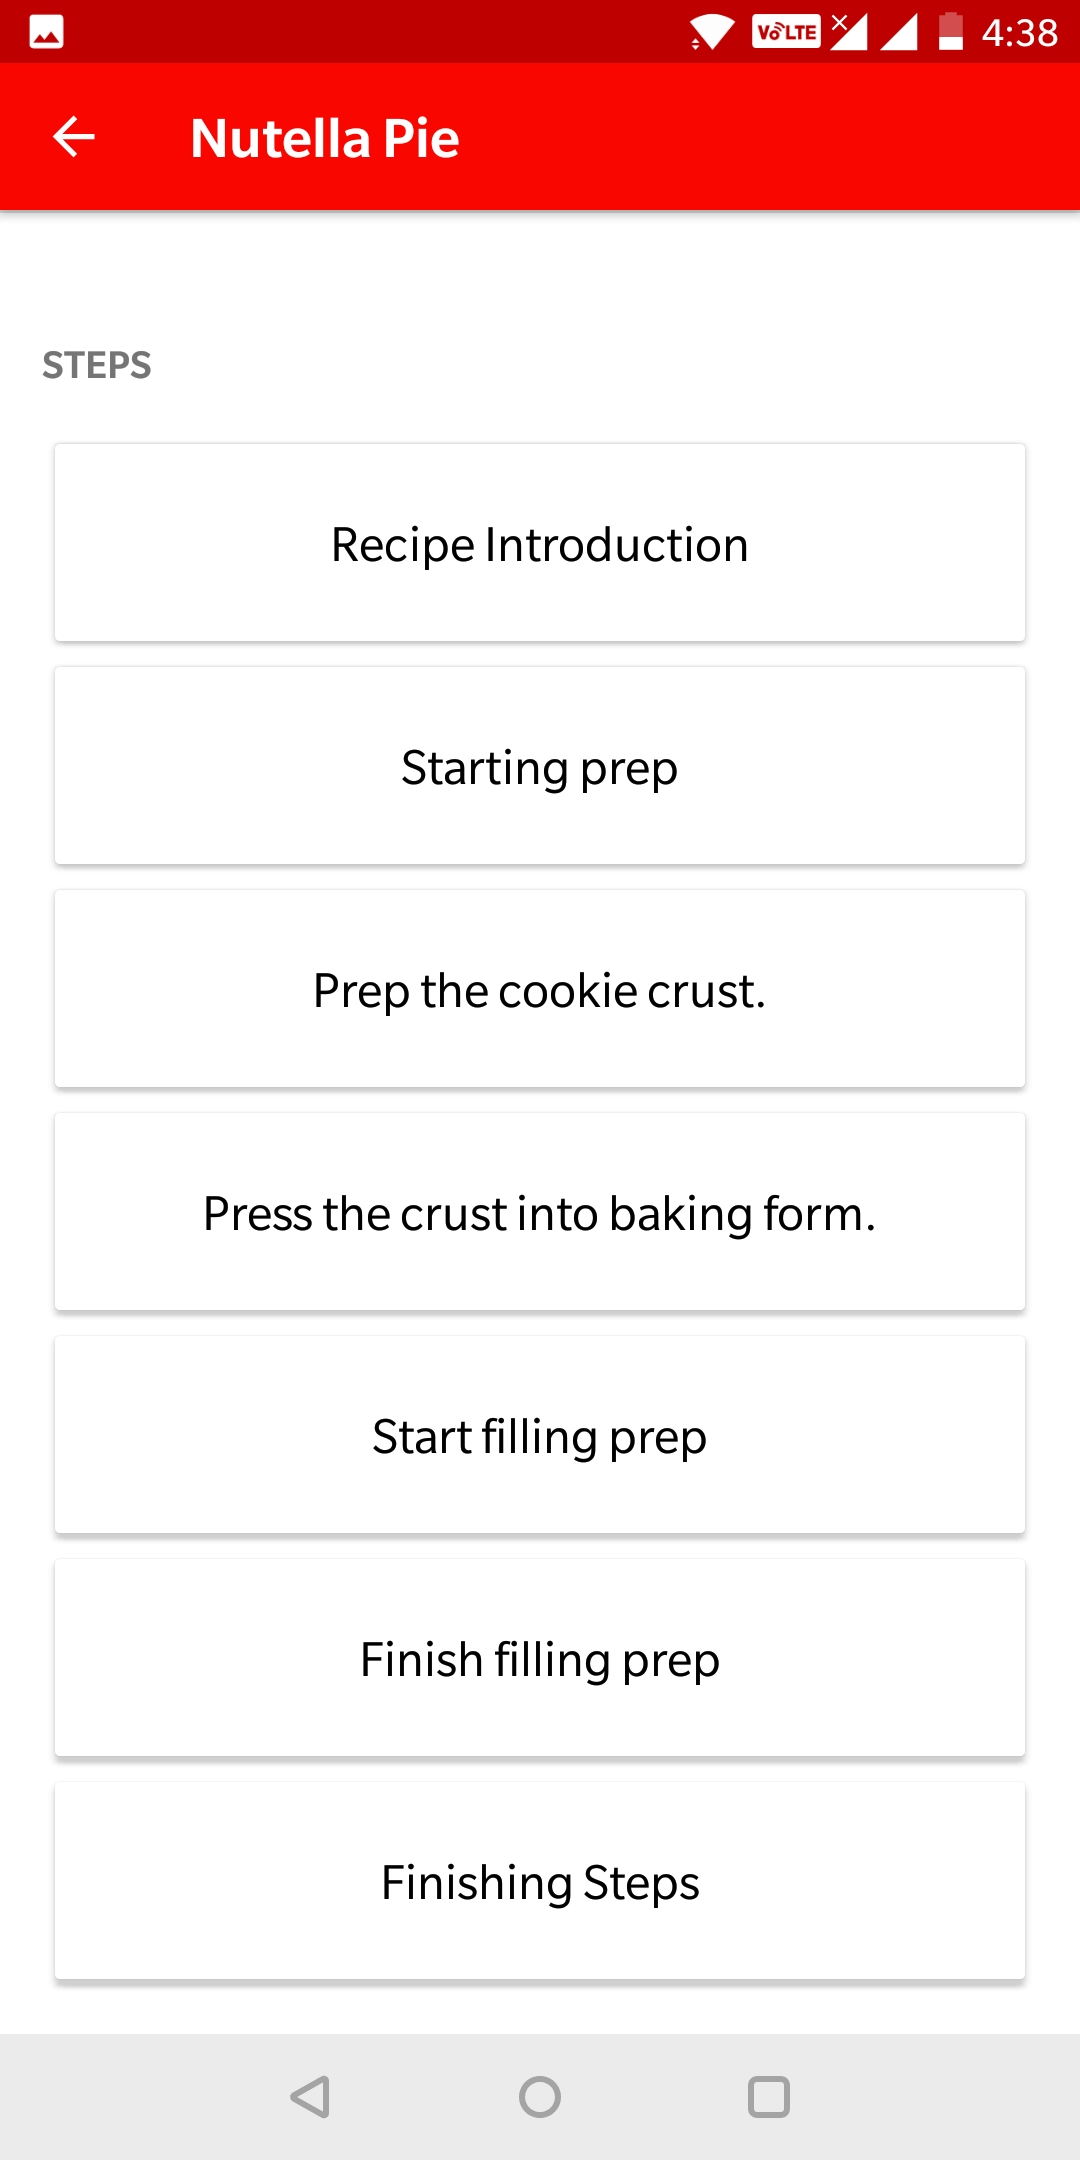 VoLTE 4:38
Nutella Pie
STEPS
Recipe Introduction
Starting prep
Prep the cookie crust.
Press the crust into baking form.
Start filling prep
Finish filling prep
Finishing Steps